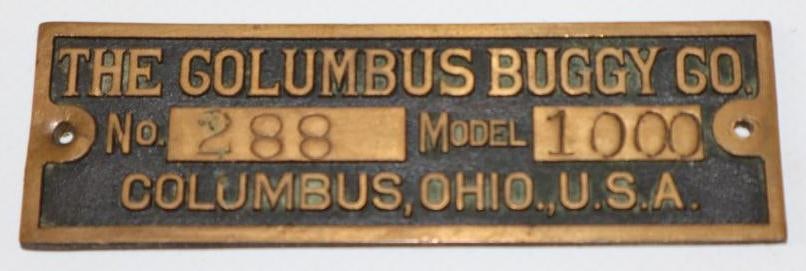 THE COLUMBUS BUGGY CO.
No. 288 MODEL 1000
COLUMBUS, OHIO., U.S.A.